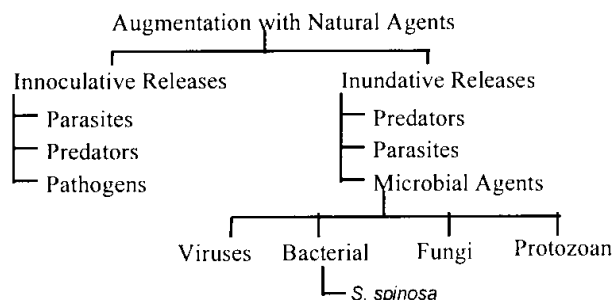 Augmentation with Natural Agents
Innoculative Releases
Parasites
Predators
Pathogens
Inundative Releases
Predators
Parasites
Microbial Agents
Viruses Bacterial Fungi Protozoan
S. spinosa